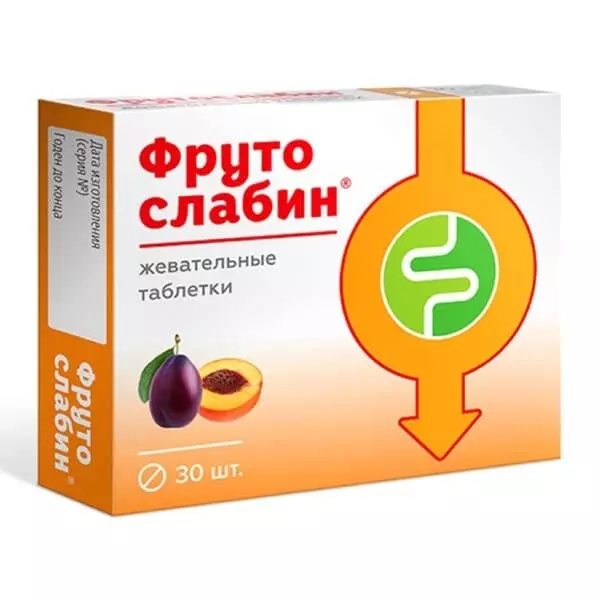 Фруто
слабин®
жевательные
таблетки
30 шт.
Фруто
слабин®
Дата изготовления
(серия №)
Годен до конца